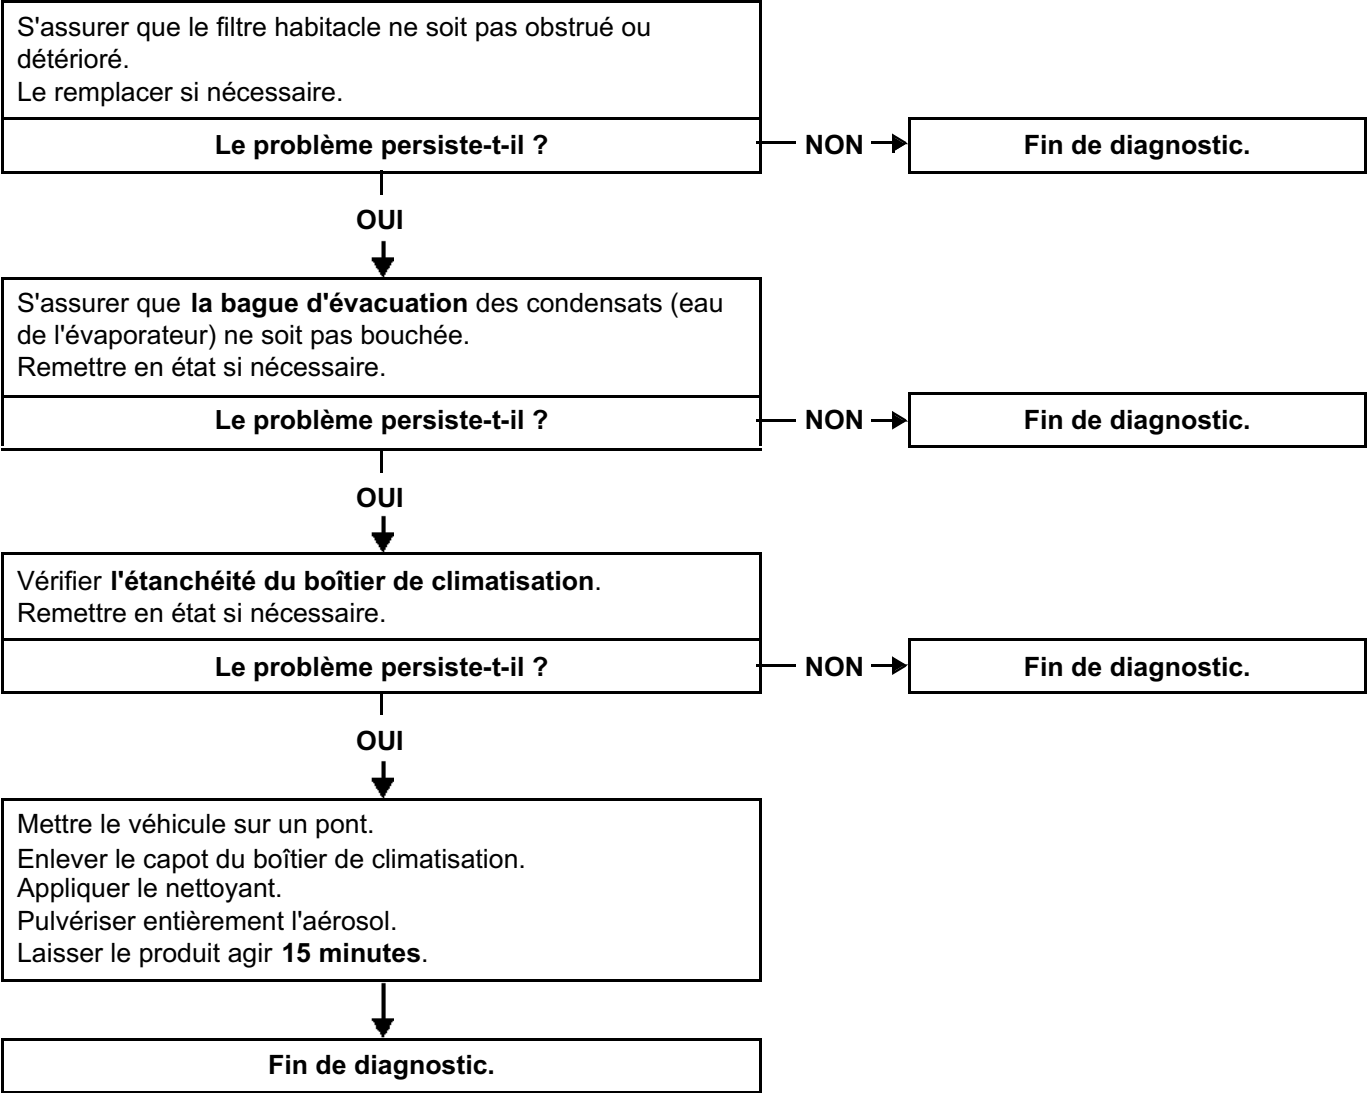 S'assurer que le filtre habitacle ne soit pas obstrué ou
détérioré.
Le remplacer si nécessaire.
Le problème persiste-t-il ?
NON
Fin de diagnostic.
OUI
S'assurer que la bague d'évacuation des condensats (eau
de l'évaporateur) ne soit pas bouchée.
Remettre en état si nécessaire.
Le problème persiste-t-il ?
NON
Fin de diagnostic.
OUI
Vérifier l'étanchéité du boîtier de climatisation.
Remettre en état si nécessaire.
Le problème persiste-t-il ?
NON
Fin de diagnostic.
OUI
Mettre le véhicule sur un pont.
Enlever le capot du boîtier de climatisation.
Appliquer le nettoyant.
Pulvériser entièrement l'aérosol.
Laisser le produit agir 15 minutes.
Fin de diagnostic.